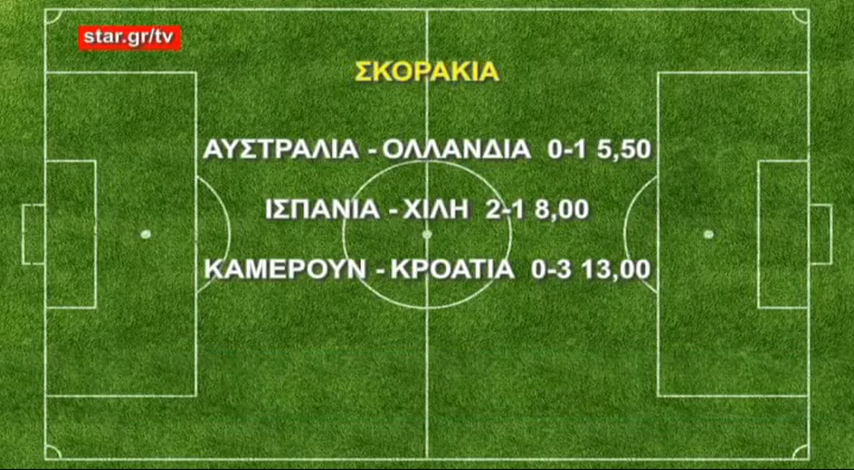 star.gr/tv
ΣΚΟΡΑΚΙΑ
ΑΥΣΤΡΑΛΙΑ - ΟΛΛΑΝΔΙΑ 0-1 5,50
ΙΣΠΑΝΙΑ - ΧΙΛΗ 2-1 8,00
ΚΑΜΕΡΟΥΝ - ΚΡΟΑΤΙΑ 0-3 13,00